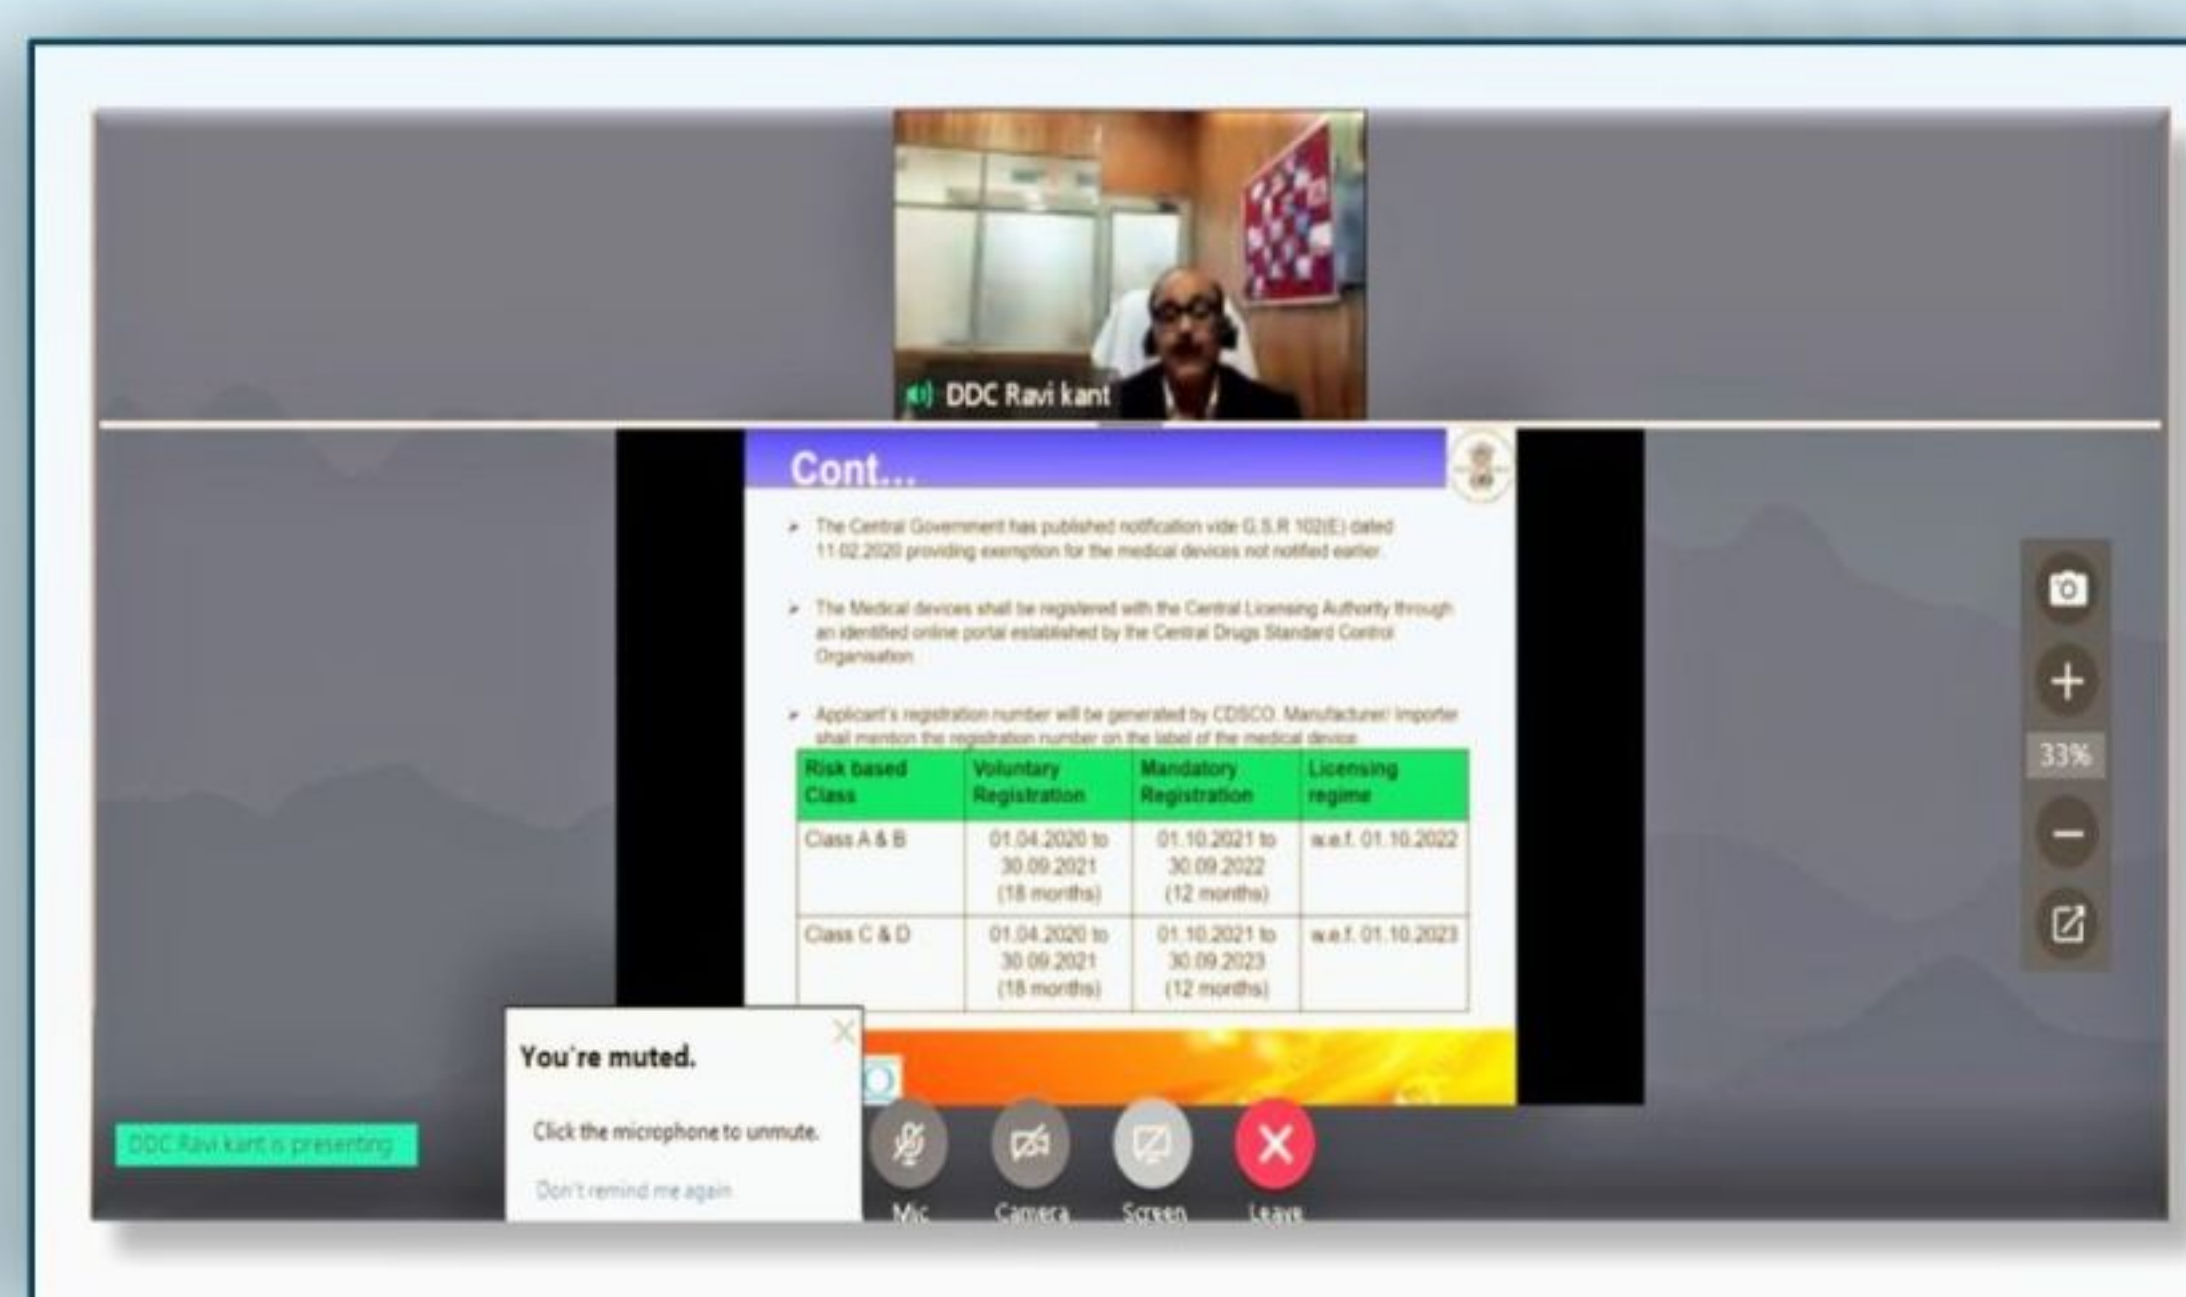 DDC Ravi kant
Cont...
➢ The Central Government has published notification vide G.S.R 102(E) dated
11.02.2020 providing exemption for the medical devices not notified earlier.
➢ The Medical devices shall be registered with the Central Licensing Authority through
an identified online portal established by the Central Drugs Standard Control
Organisation
➢ Applicant's registration number will be generated by CDSCO. Manufacturer/ Importer
shall mention the registration number on the label of the medical device.
Risk based Class
Voluntary Registration
Mandatory Registration
Licensing regime
Class A & B
01.04.2020 to
30.09.2021
(18 months)
01.10.2021 to
30.09.2022
(12 months)
w.e.f. 01.10.2022
Class C & D
01.04.2020 to
30.09.2021
(18 months)
01.10.2021 to
30.09.2023
(12 months)
w.e.f. 01.10.2023
33%
You're muted.
Click the microphone to unmute.
Don't remind me again
DDC Ravi kant is presenting
Mic
Camera
Screen
Leave